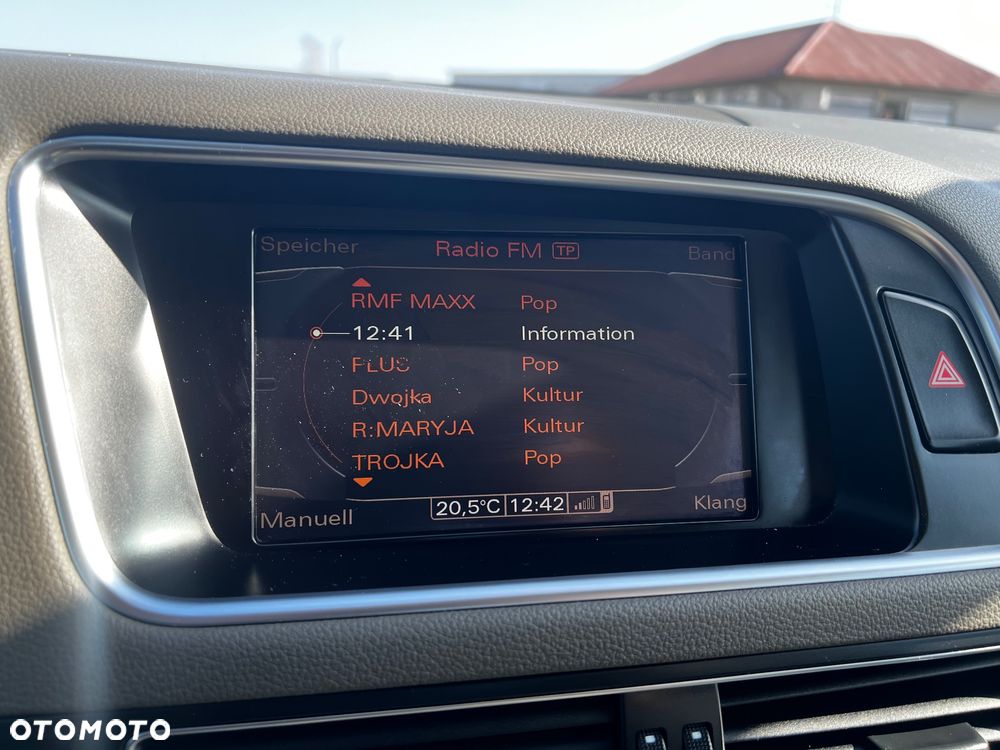 Speicher Radio FM TP Band
RMF MAXX Pop
12:41 Information
PLUS Pop
Dwojka Kultur
R:MARYJA Kultur
TROJKA Pop
Manuell 20,5°C 12:42 Klang
OTOMOTO